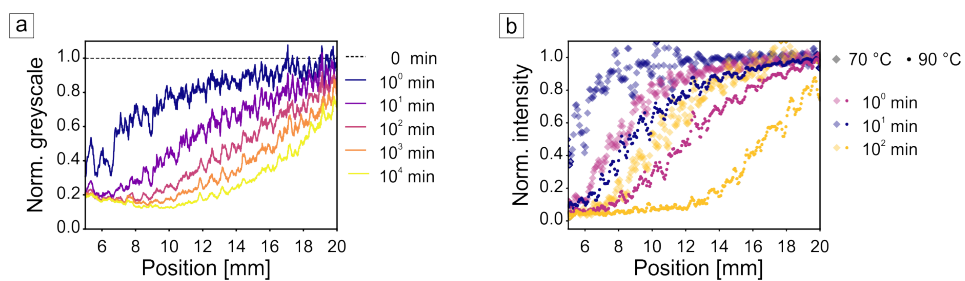 a
Norm. greyscale
1.0
0.8
0.6
0.4
0.2
0.0
6 8 10 12 14 16 18 20
Position [mm]
0 min
10⁰ min
10¹ min
10² min
10³ min
10⁴ min
b
Norm. intensity
1.0
0.8
0.6
0.4
0.2
0.0
6 8 10 12 14 16 18 20
Position [mm]
70 °C 90 °C
10⁰ min
10¹ min
10² min